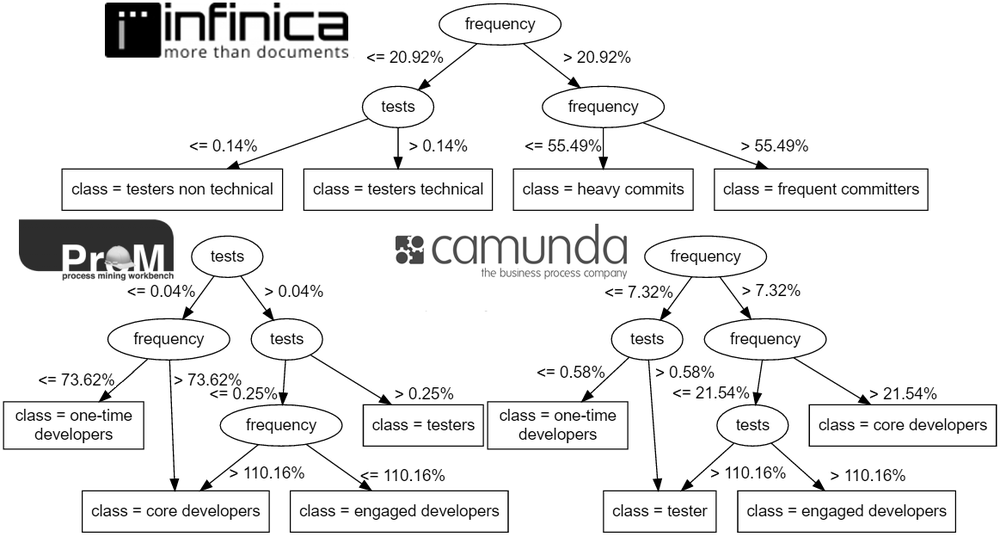 infinica
more than documents
frequency
<= 20.92%
> 20.92%
tests
frequency
<= 0.14%
> 0.14%
<= 55.49%
> 55.49%
class = testers non technical
class = testers technical
class = heavy commits
class = frequent committers
PrOM
process mining workbench
tests
<= 0.04%
> 0.04%
frequency
tests
<= 73.62%
> 73.62%
<= 0.25%
> 0.25%
class = one-time
developers
frequency
class = testers
> 110.16%
<= 110.16%
class = core developers
class = engaged developers
camunda
the business process company
frequency
<= 7.32%
> 7.32%
tests
frequency
<= 0.58%
> 0.58%
<= 21.54%
> 21.54%
class = one-time
developers
tests
class = core developers
> 110.16%
> 110.16%
class = tester
class = engaged developers